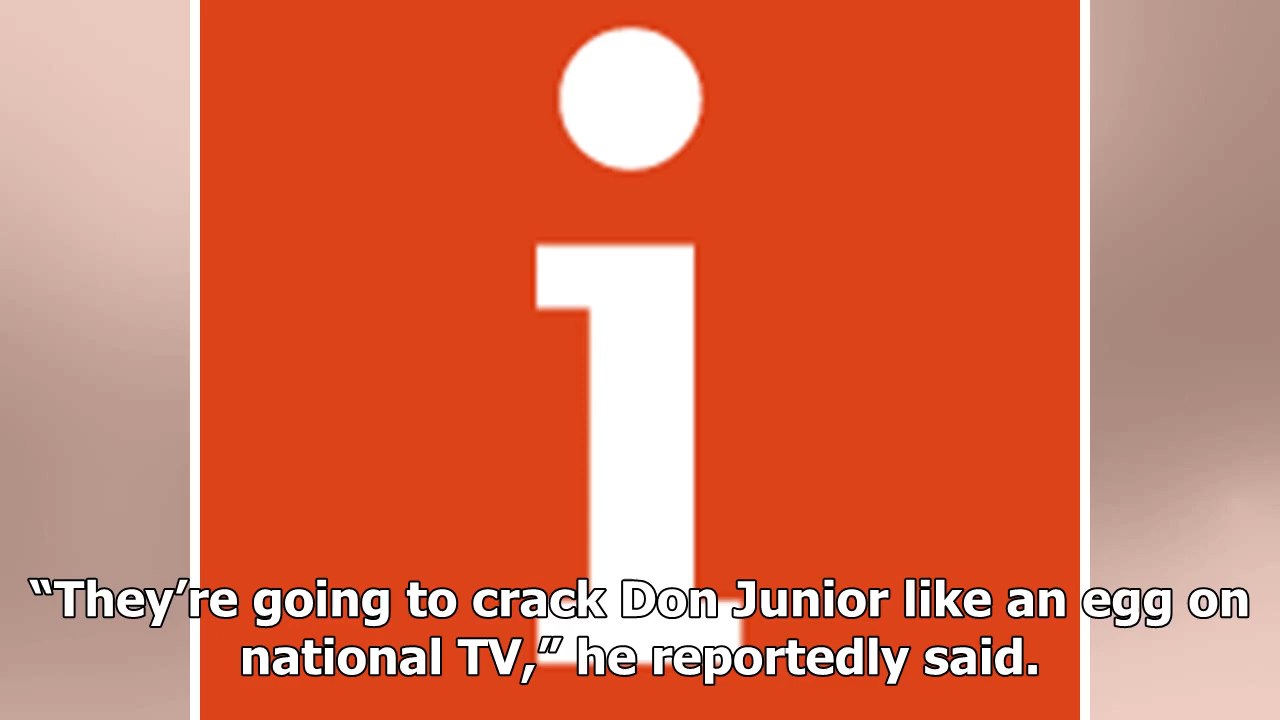 i
“They’re going to crack Don Junior like an egg on
national TV,” he reportedly said.